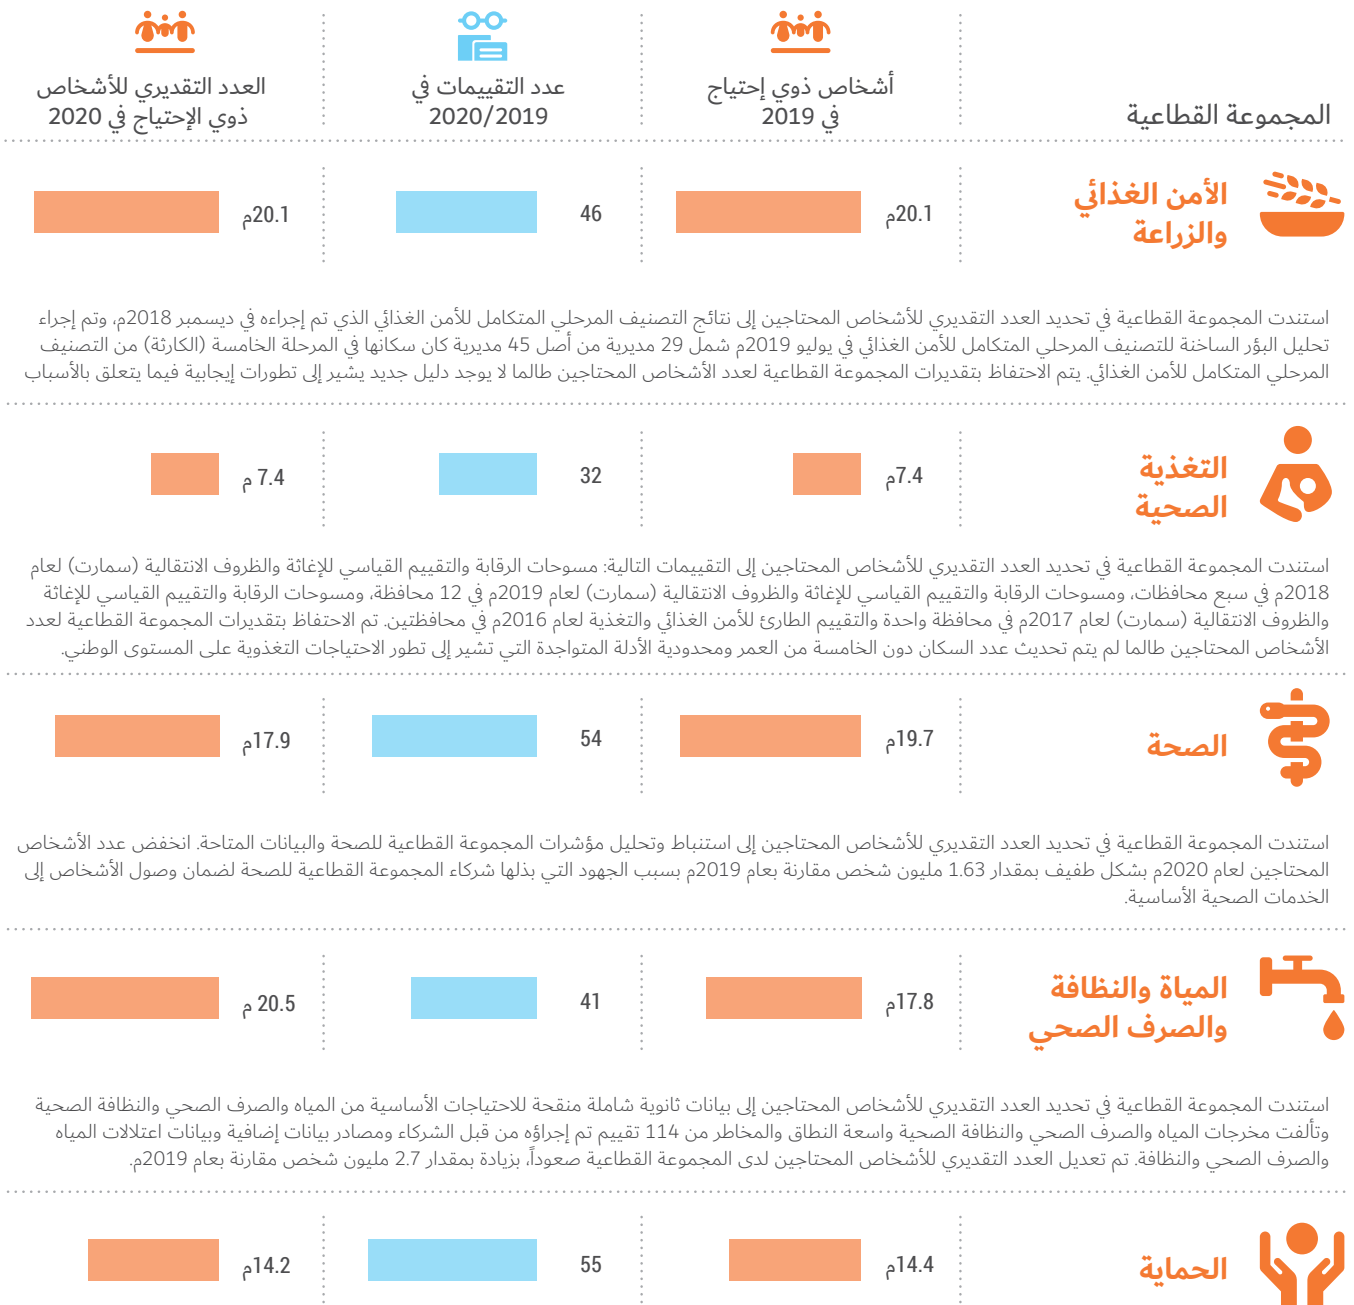 المجموعة القطاعية
أشخاص ذوي إحتياج
في 2019
عدد التقييمات في
2020/2019
العدد التقديري للأشخاص
ذوي الإحتياج في 2020
الأمن الغذائي
والزراعة
20.1م
46
20.1م
استندت المجموعة القطاعية في تحديد العدد التقديري للأشخاص المحتاجين إلى نتائج التصنيف المرحلي المتكامل للأمن الغذائي الذي تم إجراءه في ديسمبر 2018م، وتم إجراء
تحليل البؤر الساخنة للتصنيف المرحلي المتكامل للأمن الغذائي في يوليو 2019م شمل 29 مديرية من أصل 45 مديرية كان سكانها في المرحلة الخامسة (الكارثة) من التصنيف
المرحلي المتكامل للأمن الغذائي. يتم الاحتفاظ بتقديرات المجموعة القطاعية لعدد الأشخاص المحتاجين طالما لا يوجد دليل جديد يشير إلى تطورات إيجابية فيما يتعلق بالأسباب
التغذية
الصحية
7.4م
32
7.4 م
استندت المجموعة القطاعية في تحديد العدد التقديري للأشخاص المحتاجين إلى التقييمات التالية: مسوحات الرقابة والتقييم القياسي للإغاثة والظروف الانتقالية (سمارت) لعام
2018م في سبع محافظات، ومسوحات الرقابة والتقييم القياسي للإغاثة والظروف الانتقالية (سمارت) لعام 2019م في 12 محافظة، ومسوحات الرقابة والتقييم القياسي للإغاثة
والظروف الانتقالية (سمارت) لعام 2017م في محافظة واحدة والتقييم الطارئ للأمن الغذائي والتغذية لعام 2016م في محافظتين. تم الاحتفاظ بتقديرات المجموعة القطاعية لعدد
الأشخاص المحتاجين طالما لم يتم تحديث عدد السكان دون الخامسة من العمر ومحدودية الأدلة المتواجدة التي تشير إلى تطور الاحتياجات التغذوية على المستوى الوطني.
الصحة
19.7م
54
17.9م
استندت المجموعة القطاعية في تحديد العدد التقديري للأشخاص المحتاجين إلى استنباط وتحليل مؤشرات المجموعة القطاعية للصحة والبيانات المتاحة. انخفض عدد الأشخاص
المحتاجين لعام 2020م بشكل طفيف بمقدار 1.63 مليون شخص مقارنة بعام 2019م بسبب الجهود التي بذلها شركاء المجموعة القطاعية للصحة لضمان وصول الأشخاص إلى
الخدمات الصحية الأساسية.
المياة والنظافة
والصرف الصحي
17.8م
41
20.5 م
استندت المجموعة القطاعية في تحديد العدد التقديري للأشخاص المحتاجين إلى بيانات ثانوية شاملة منقحة للاحتياجات الأساسية من المياه والصرف الصحي والنظافة الصحية
وتألفت مخرجات المياه والصرف الصحي والنظافة الصحية واسعة النطاق والمخاطر من 114 تقييم تم إجراؤه من قبل الشركاء ومصادر بيانات إضافية وبيانات اعتلالات المياه
والصرف الصحي والنظافة. تم تعديل العدد التقديري للأشخاص المحتاجين لدى المجموعة القطاعية صعوداً، بزيادة بمقدار 2.7 مليون شخص مقارنة بعام 2019م.
الحماية
14.4م
55
14.2م